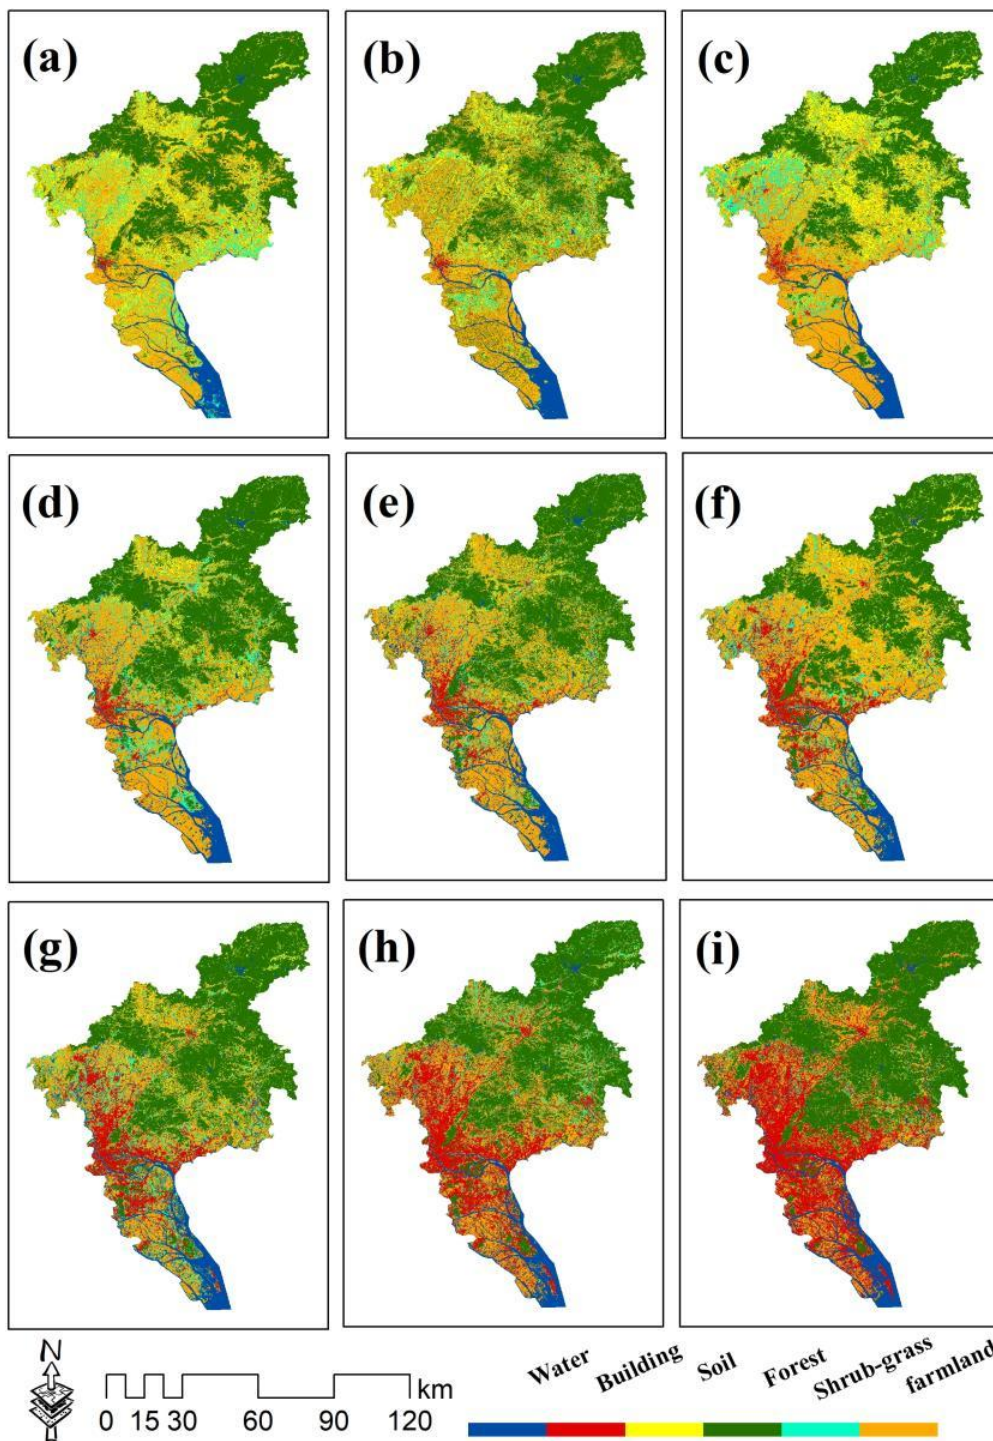 (a) (b) (c)
(d) (e) (f)
(g) (h) (i)
N
km
0 15 30 60 90 120
Water Building Soil Forest Shrub-grass farmland